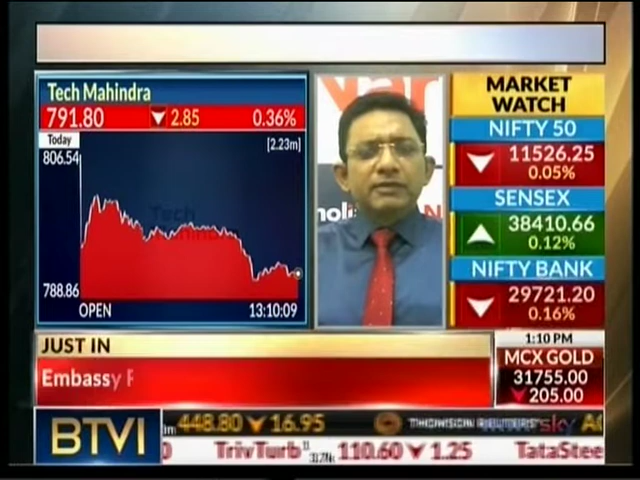 Tech Mahindra
791.80 2.85 0.36%
Today [2.23m]
806.54
Tech
788.86
OPEN 13:10:09
MARKET
WATCH
NIFTY 50
11526.25
0.05%
SENSEX
38410.66
0.12%
NIFTY BANK
29721.20
0.16%
JUST IN
Embassy
1:10 PM
MCX GOLD
31755.00
205.00
BTVI
448.80 16.95
TrivTurb 110.60 1.25 TataStee